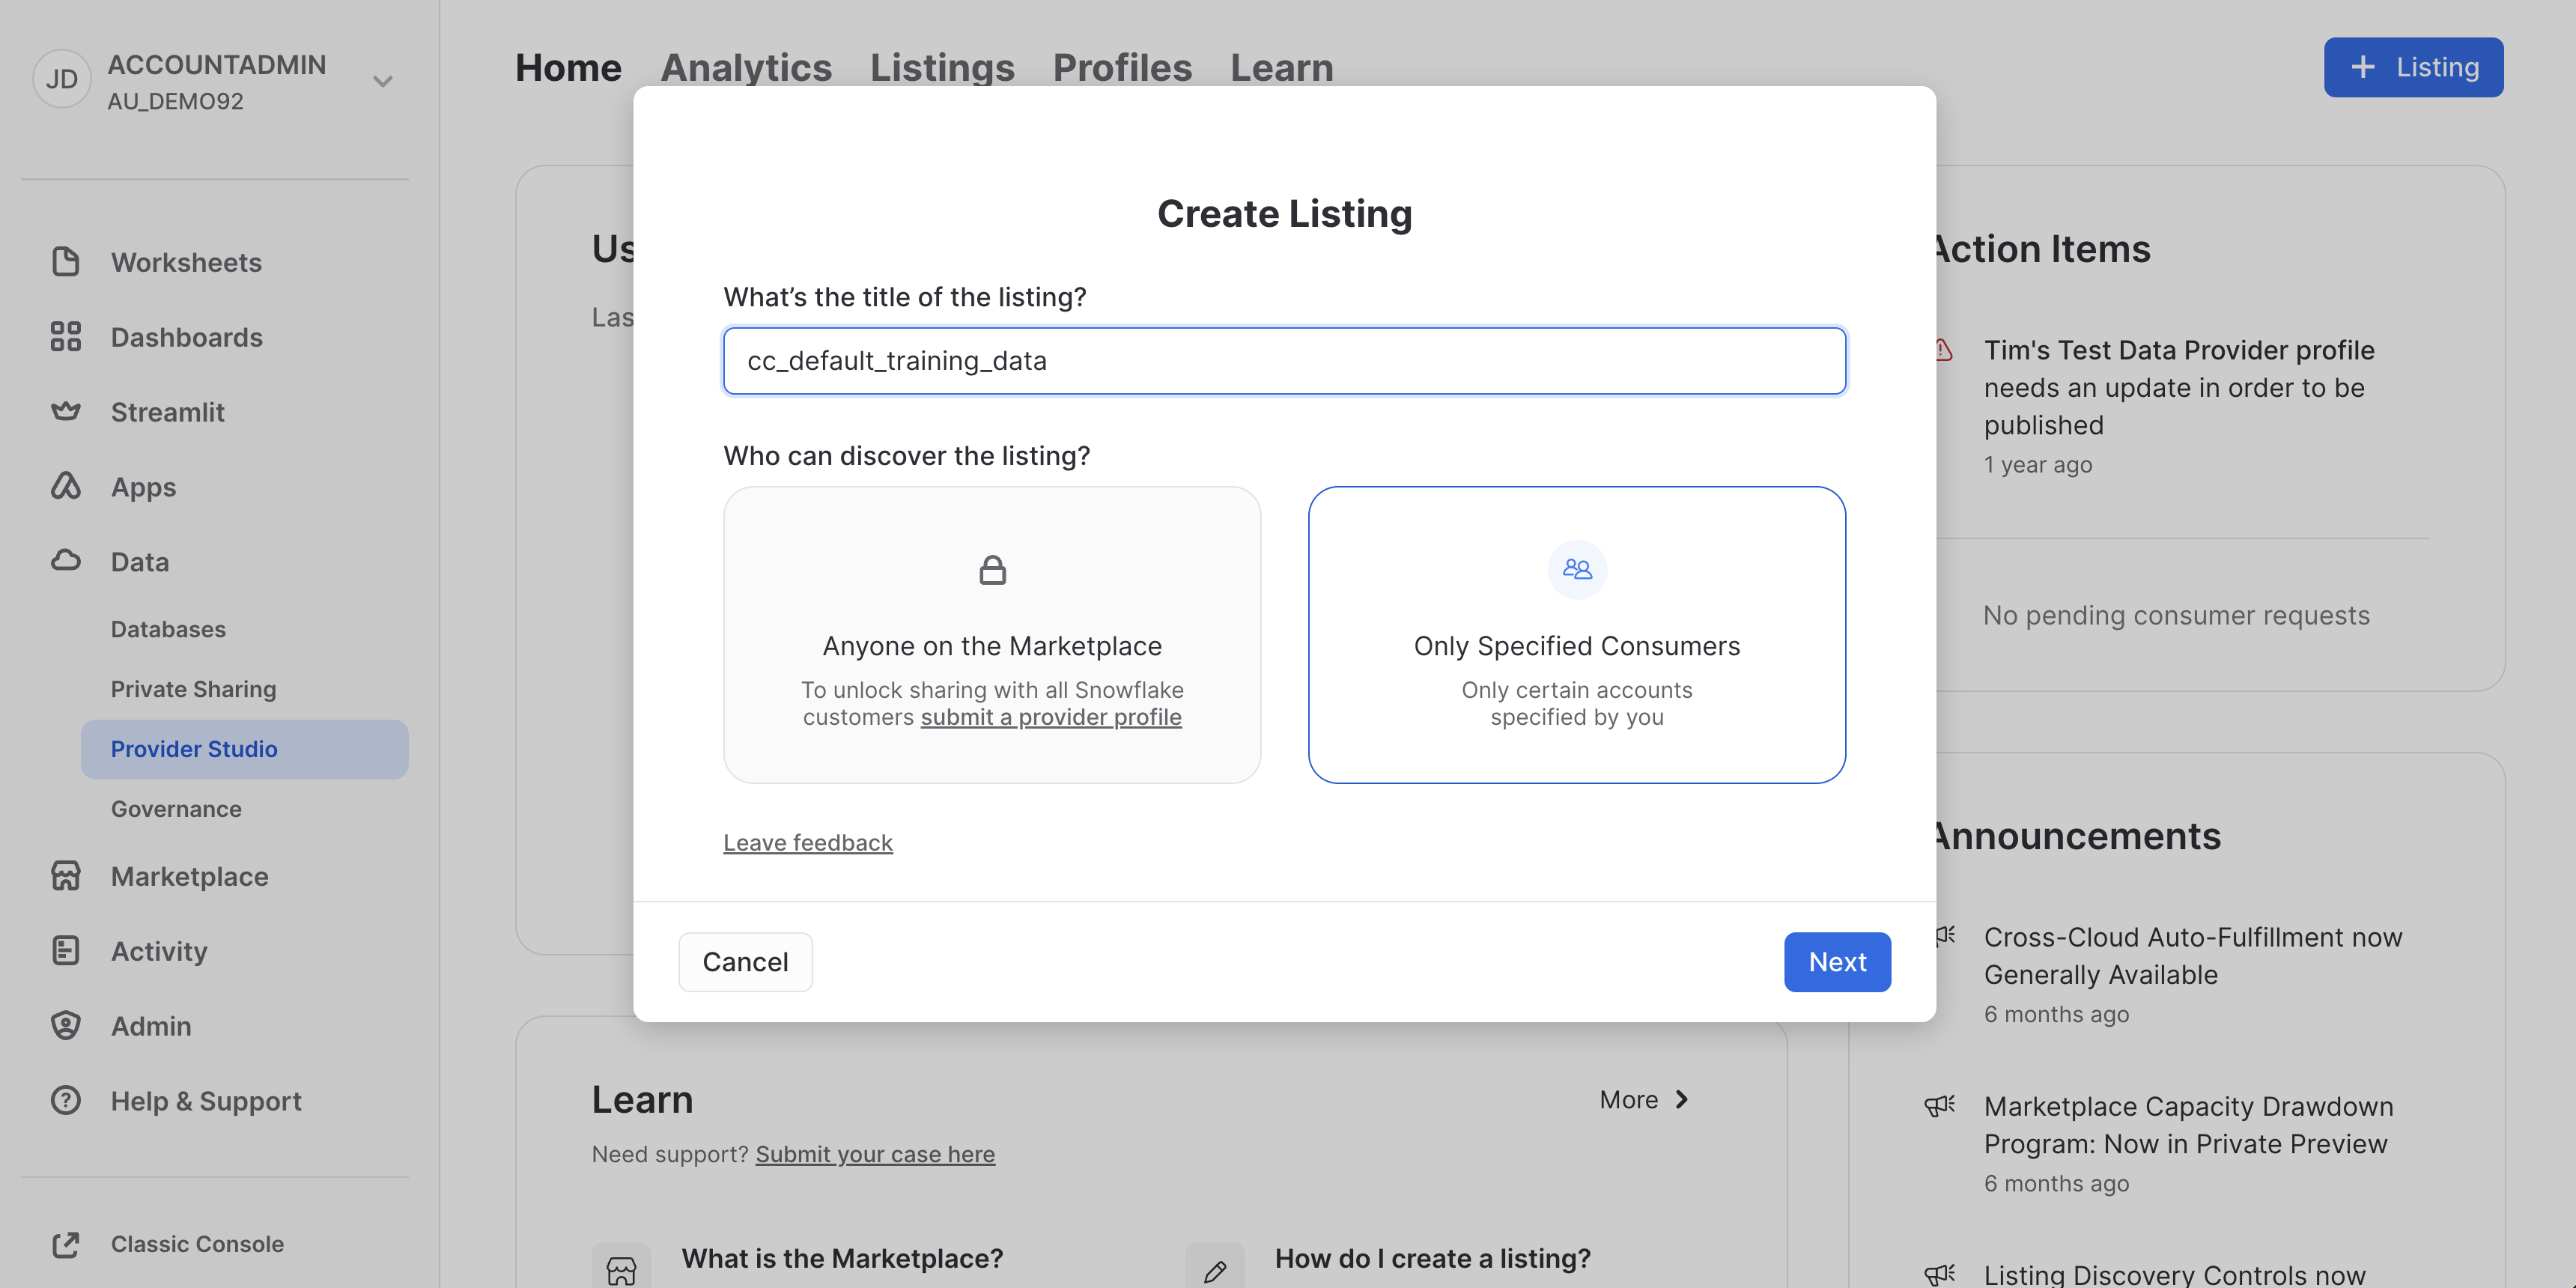 JD
ACCOUNTADMIN
AU_DEMO92
Worksheets
Dashboards
Streamlit
Apps
Data
Databases
Private Sharing
Provider Studio
Governance
Marketplace
Activity
Admin
Help & Support
Classic Console
Home Analytics Listings Profiles Learn
+ Listing
Us
Las
Create Listing
What’s the title of the listing?
cc_default_training_data
Who can discover the listing?
Anyone on the Marketplace
To unlock sharing with all Snowflake
customers submit a provider profile
Only Specified Consumers
Only certain accounts
specified by you
Leave feedback
Cancel
Next
Action Items
Tim's Test Data Provider profile
needs an update in order to be
published
1 year ago
No pending consumer requests
Announcements
Cross-Cloud Auto-Fulfillment now
Generally Available
6 months ago
Marketplace Capacity Drawdown
Program: Now in Private Preview
6 months ago
Listing Discovery Controls now
Learn
More
Need support? Submit your case here
What is the Marketplace?
How do I create a listing?